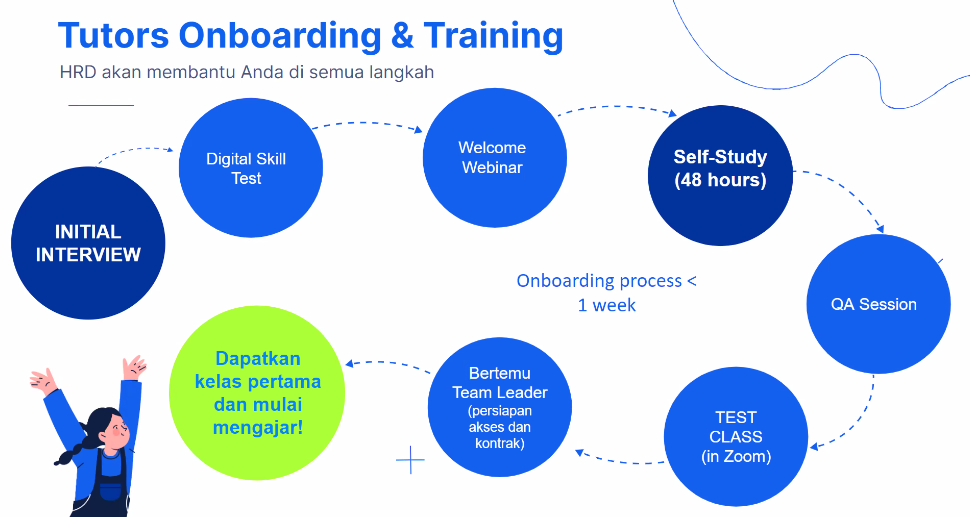 Tutors Onboarding & Training
HRD akan membantu Anda di semua langkah
INITIAL
INTERVIEW
Digital Skill
Test
Welcome
Webinar
Self-Study
(48 hours)
QA Session
Onboarding process <
1 week
TEST
CLASS
(in Zoom)
Bertemu
Team Leader
(persiapan
akses dan
kontrak)
Dapatkan
kelas pertama
dan mulai
mengajar!